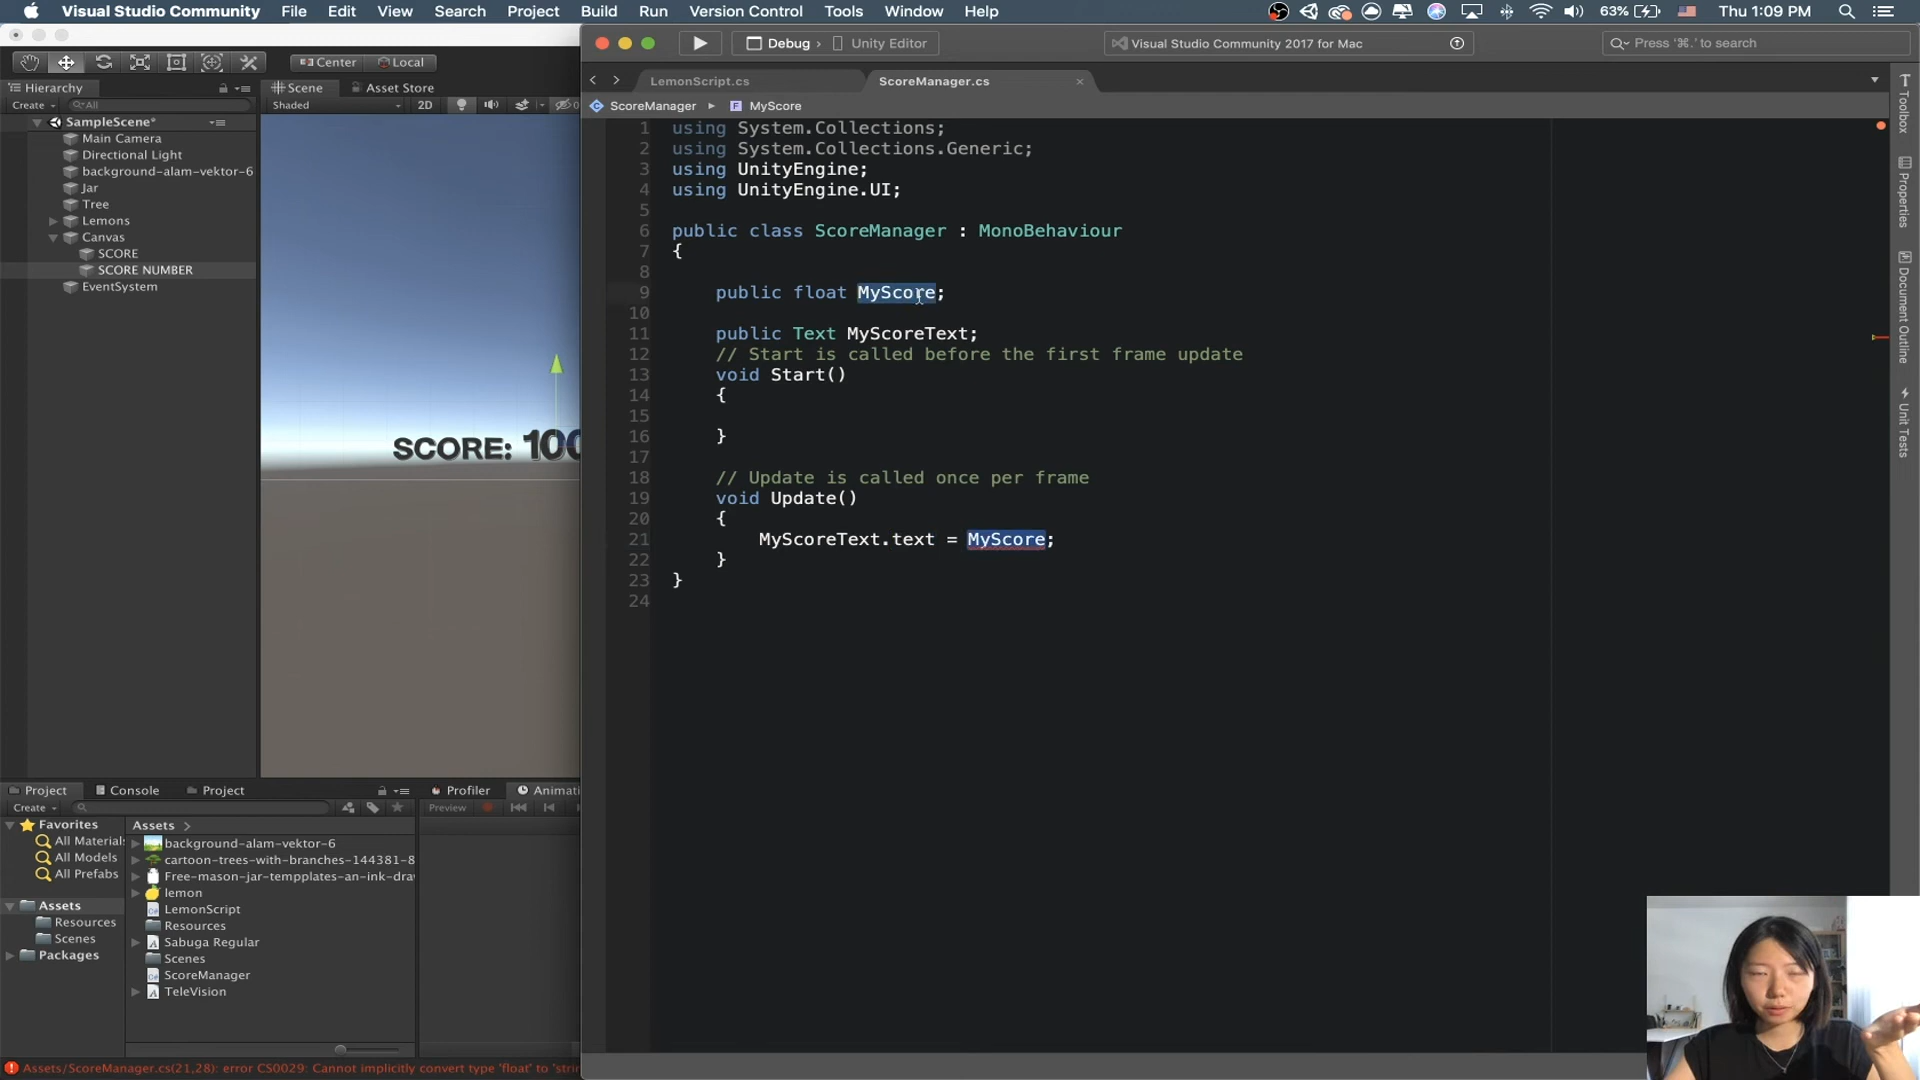 Visual Studio Community File Edit View Search Project Build Run Version Control Tools Window Help 63% Thu 1:09 PM
Center Local
Debug › Unity Editor Visual Studio Community 2017 for Mac Press '⌘.' to search
Hierarchy Scene Asset Store
Create All Shaded 2D
LemonScript.cs ScoreManager.cs
ScoreManager ▸ MyScore
SampleScene*
Main Camera
Directional Light
background-alam-vektor-6
Jar
Tree
Lemons
Canvas
SCORE
SCORE NUMBER
EventSystem
SCORE: 100
1 using System.Collections;
2 using System.Collections.Generic;
3 using UnityEngine;
4 using UnityEngine.UI;
5
6 public class ScoreManager : MonoBehaviour
7 {
8
9 public float MyScore;
10
11 public Text MyScoreText;
12 // Start is called before the first frame update
13 void Start()
14 {
15
16 }
17
18 // Update is called once per frame
19 void Update()
20 {
21 MyScoreText.text = MyScore;
22 }
23 }
24
Toolbox
Properties
Document Outline
Unit Tests
Project Console Project Profiler Animati
Create Preview
Favorites
All Materials
All Models
All Prefabs
Assets
Resources
Scenes
Packages
Assets >
background-alam-vektor-6
cartoon-trees-with-branches-144381-8
Free-mason-jar-tempplates-an-ink-dra
lemon
LemonScript
Resources
Sabuga Regular
Scenes
ScoreManager
TeleVision
Assets/ScoreManager.cs(21,28): error CS0029: Cannot implicitly convert type 'float' to 'strin